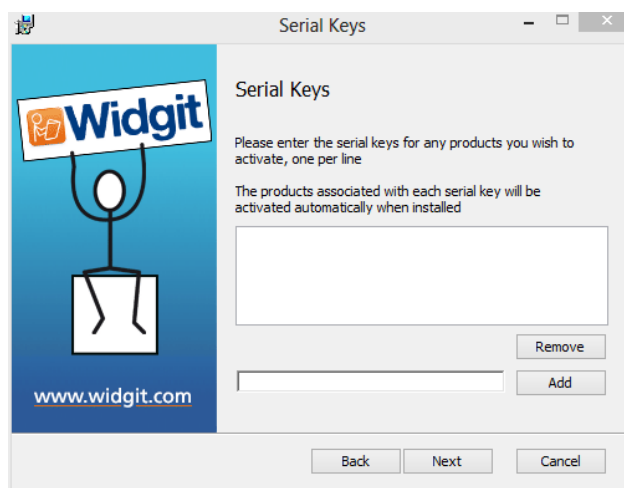 Serial Keys
Widgit
Serial Keys
Please enter the serial keys for any products you wish to
activate, one per line
The products associated with each serial key will be
activated automatically when installed
Remove
Add
www.widgit.com
Back
Next
Cancel